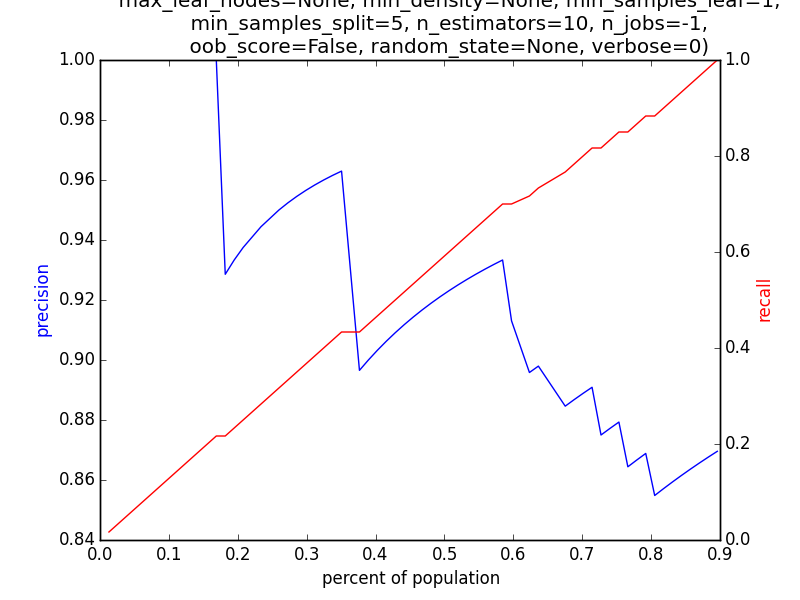 max_leaf_nodes=None, min_density=None, min_samples_leaf=1,
min_samples_split=5, n_estimators=10, n_jobs=-1,
oob_score=False, random_state=None, verbose=0)
1.00
0.98
0.96
0.94
0.92
0.90
0.88
0.86
0.84
precision
1.0
0.8
0.6
0.4
0.2
0.0
recall
0.0 0.1 0.2 0.3 0.4 0.5 0.6 0.7 0.8 0.9
percent of population